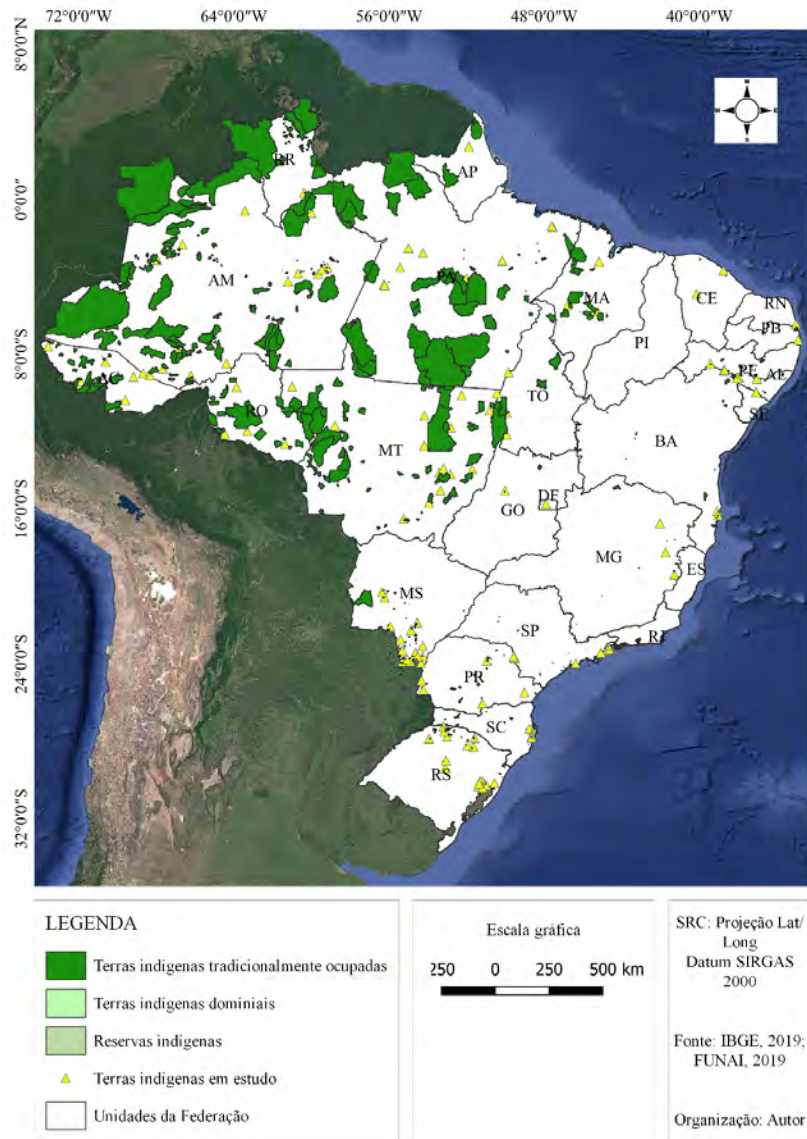 72°0'0"W 64°0'0"W 56°0'0"W 48°0'0"W 40°0'0"W
8°0'0"N
0°0'0"
8°0'0"S
16°0'0"S
24°0'0"S
32°0'0"S
N
W
E
S
RR
AP
AM
PA
MA
CE
RN
PB
PI
PE
AL
SE
AC
RO
TO
BA
MT
GO
DF
MG
ES
MS
SP
RJ
PR
SC
RS
LEGENDA
Terras indígenas tradicionalmente ocupadas
Terras indígenas dominiais
Reservas indígenas
Terras indígenas em estudo
Unidades da Federação
Escala gráfica
250 0 250 500 km
SRC: Projeção Lat/
Long
Datum SIRGAS
2000
Fonte: IBGE, 2019;
FUNAI, 2019
Organização: Autor